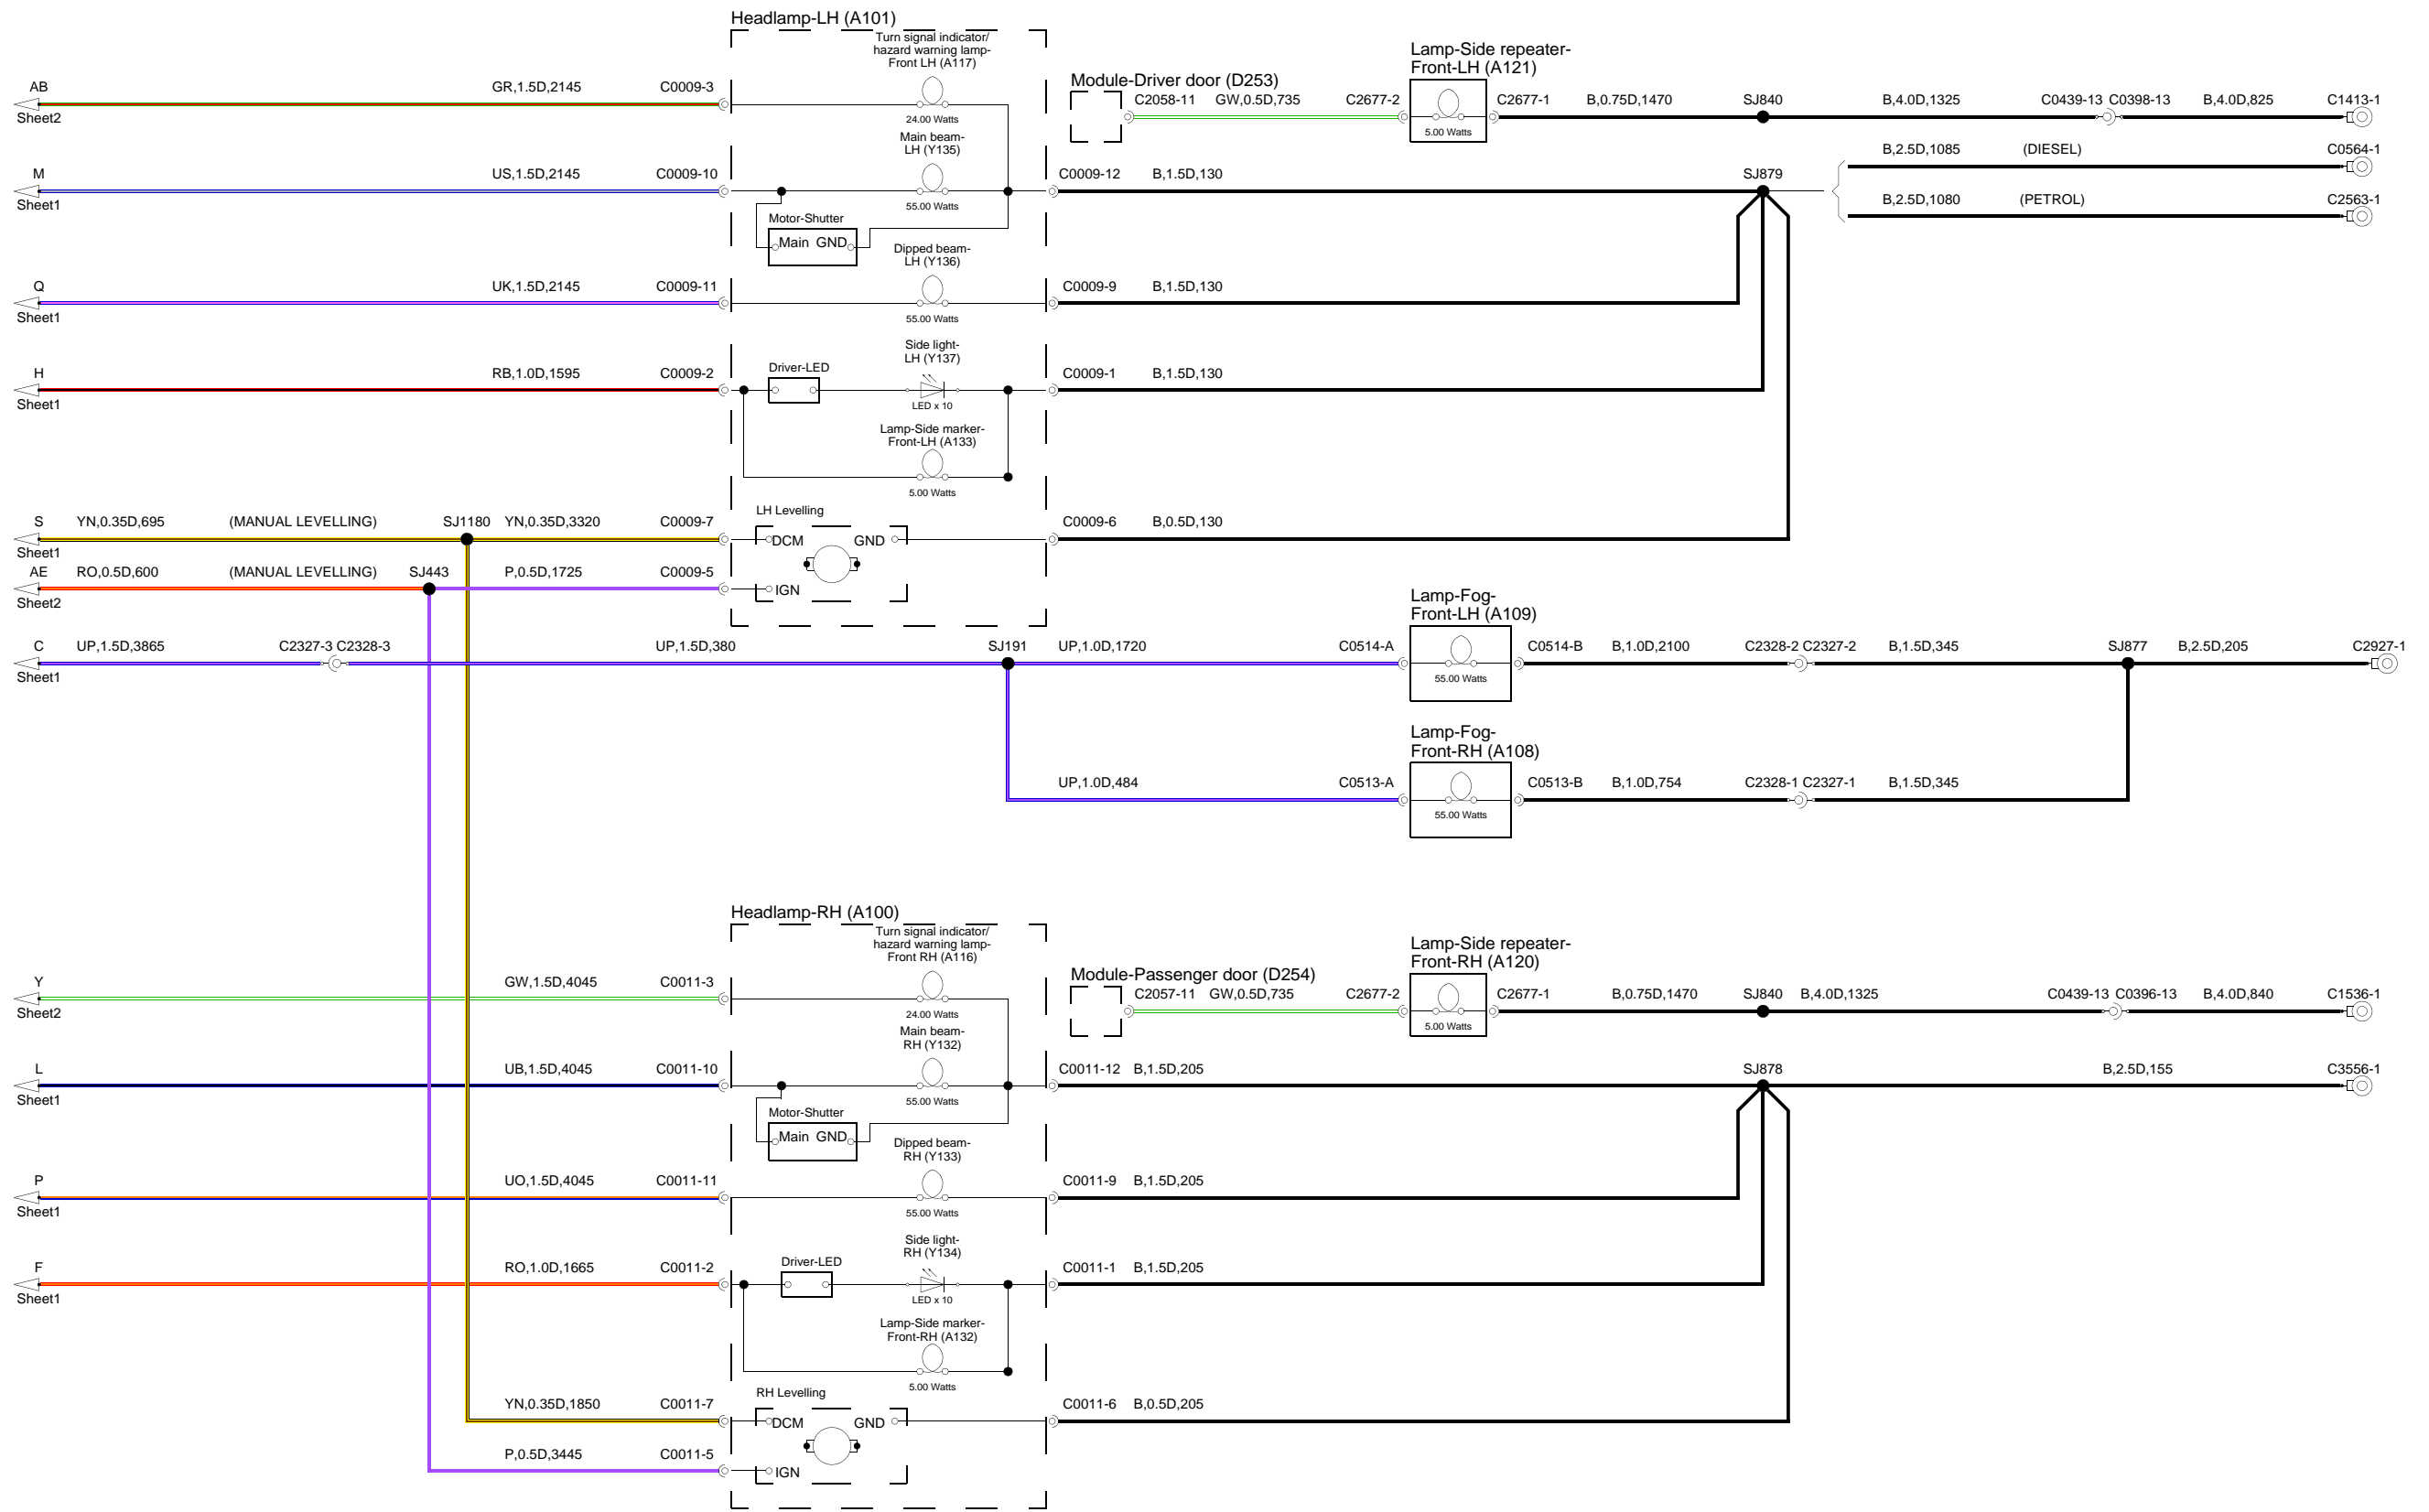 Headlamp-LH (A101)
Turn signal indicator/
hazard warning lamp-
Front LH (A117)
24.00 Watts
AB
Sheet2
GR,1.5D,2145
C0009-3
Module-Driver door (D253)
C2058-11
GW,0.5D,735
C2677-2
Lamp-Side repeater-
Front-LH (A121)
5.00 Watts
C2677-1
B,0.75D,1470
SJ840
B,4.0D,1325
C0439-13 C0398-13
B,4.0D,825
C1413-1
Main beam-
LH (Y135)
55.00 Watts
M
Sheet1
US,1.5D,2145
C0009-10
C0009-12
B,1.5D,130
SJ879
B,2.5D,1085
(DIESEL)
C0564-1
B,2.5D,1080
(PETROL)
C2563-1
Motor-Shutter
Main GND
Dipped beam-
LH (Y136)
55.00 Watts
Q
Sheet1
UK,1.5D,2145
C0009-11
C0009-9
B,1.5D,130
Side light-
LH (Y137)
LED x 10
H
Sheet1
RB,1.0D,1595
C0009-2
Driver-LED
C0009-1
B,1.5D,130
Lamp-Side marker-
Front-LH (A133)
5.00 Watts
S
Sheet1
YN,0.35D,695
(MANUAL LEVELLING)
SJ1180
YN,0.35D,3320
C0009-7
LH Levelling
DCM
GND
IGN
C0009-6
B,0.5D,130
AE
Sheet2
RO,0.5D,600
(MANUAL LEVELLING)
SJ443
P,0.5D,1725
C0009-5
C
Sheet1
UP,1.5D,3865
C2327-3 C2328-3
UP,1.5D,380
SJ191
UP,1.0D,1720
C0514-A
Lamp-Fog-
Front-LH (A109)
55.00 Watts
C0514-B
B,1.0D,2100
C2328-2 C2327-2
B,1.5D,345
SJ877
B,2.5D,205
C2927-1
Lamp-Fog-
Front-RH (A108)
55.00 Watts
UP,1.0D,484
C0513-A
C0513-B
B,1.0D,754
C2328-1 C2327-1
B,1.5D,345
Headlamp-RH (A100)
Turn signal indicator/
hazard warning lamp-
Front RH (A116)
24.00 Watts
Y
Sheet2
GW,1.5D,4045
C0011-3
Module-Passenger door (D254)
C2057-11
GW,0.5D,735
C2677-2
Lamp-Side repeater-
Front-RH (A120)
5.00 Watts
C2677-1
B,0.75D,1470
SJ840
B,4.0D,1325
C0439-13 C0396-13
B,4.0D,840
C1536-1
Main beam-
RH (Y132)
55.00 Watts
L
Sheet1
UB,1.5D,4045
C0011-10
C0011-12
B,1.5D,205
SJ878
B,2.5D,155
C3556-1
Motor-Shutter
Main GND
Dipped beam-
RH (Y133)
55.00 Watts
P
Sheet1
UO,1.5D,4045
C0011-11
C0011-9
B,1.5D,205
Side light-
RH (Y134)
LED x 10
F
Sheet1
RO,1.0D,1665
C0011-2
Driver-LED
C0011-1
B,1.5D,205
Lamp-Side marker-
Front-RH (A132)
5.00 Watts
YN,0.35D,1850
C0011-7
RH Levelling
DCM
GND
IGN
C0011-6
B,0.5D,205
P,0.5D,3445
C0011-5